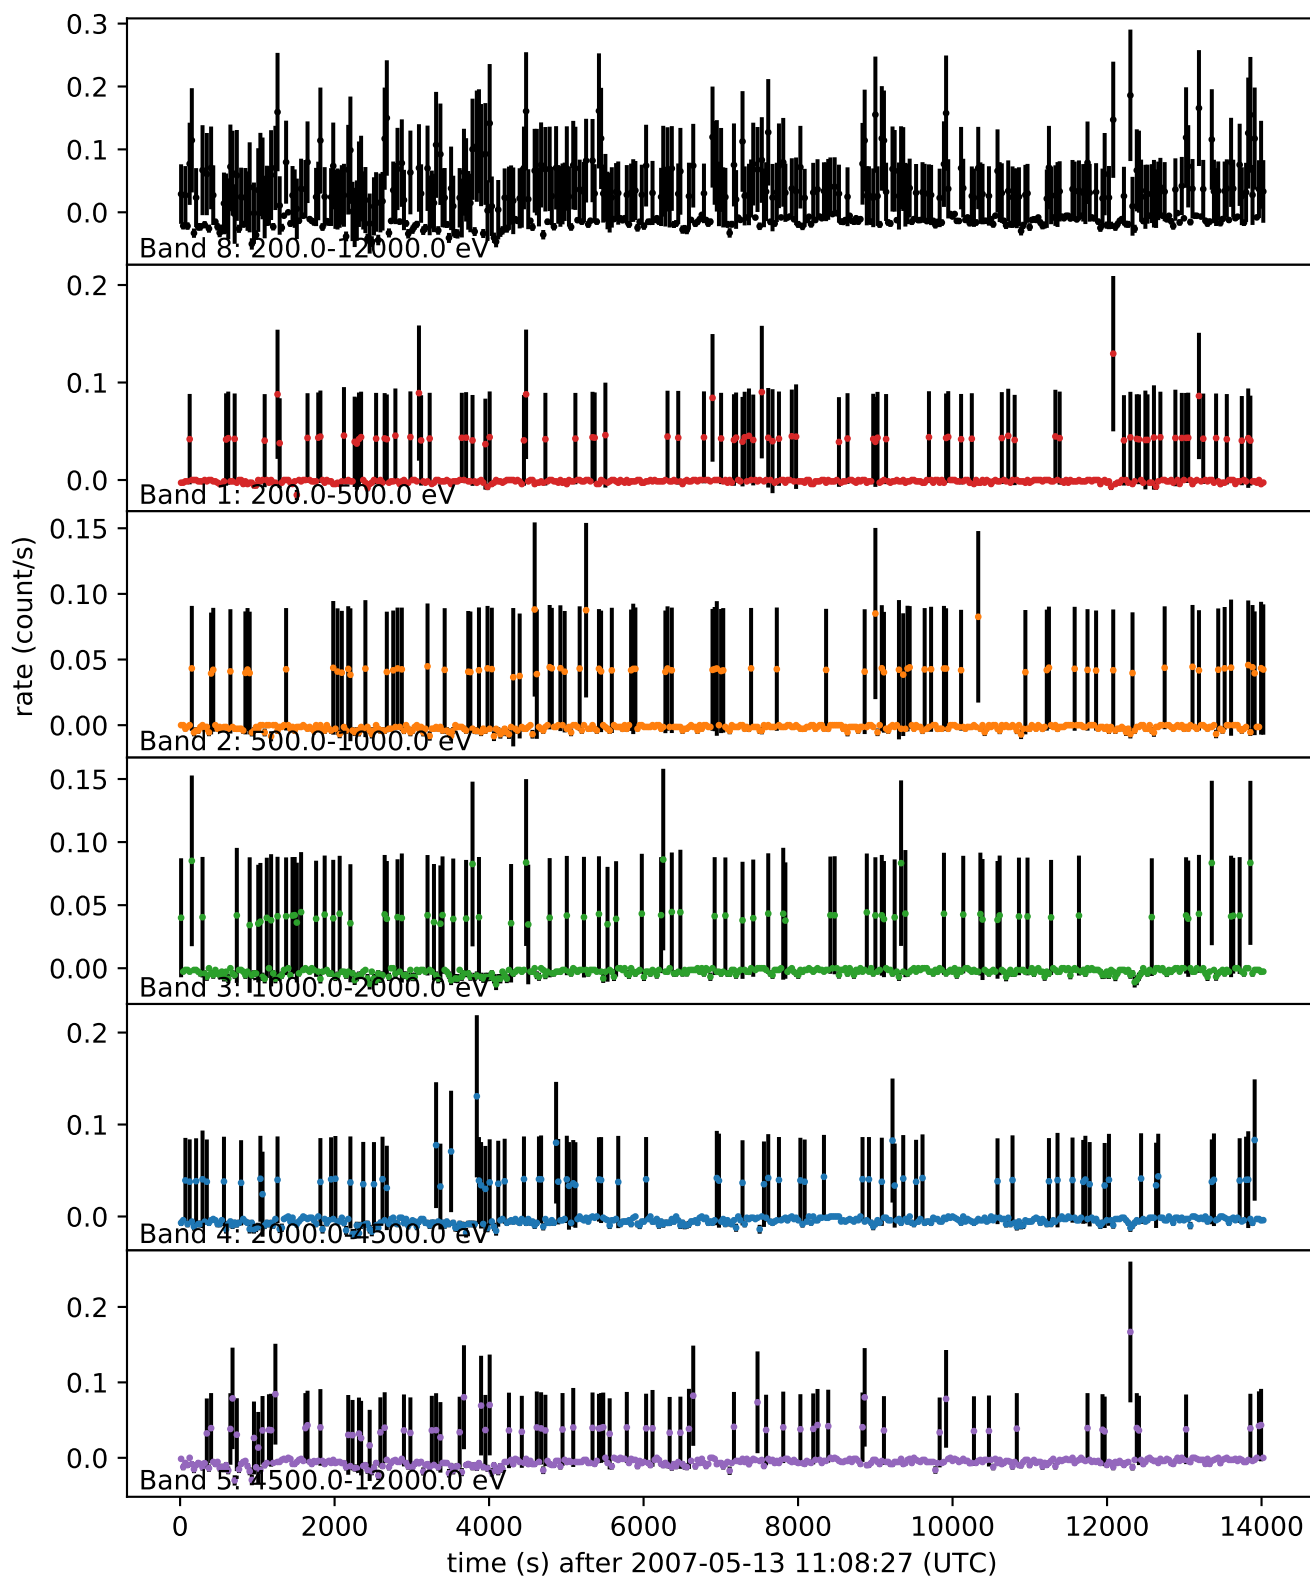 0.3
0.2
0.1
0.0
Band 8: 200.0-12000.0 eV
0.2
0.1
0.0
Band 1: 200.0-500.0 eV
rate (count/s)
0.15
0.10
0.05
0.00
Band 2: 500.0-1000.0 eV
0.15
0.10
0.05
0.00
Band 3: 1000.0-2000.0 eV
0.2
0.1
0.0
Band 4: 2000.0-4500.0 eV
0.2
0.1
0.0
Band 5: 4500.0-12000.0 eV
0 2000 4000 6000 8000 10000 12000 14000
time (s) after 2007-05-13 11:08:27 (UTC)